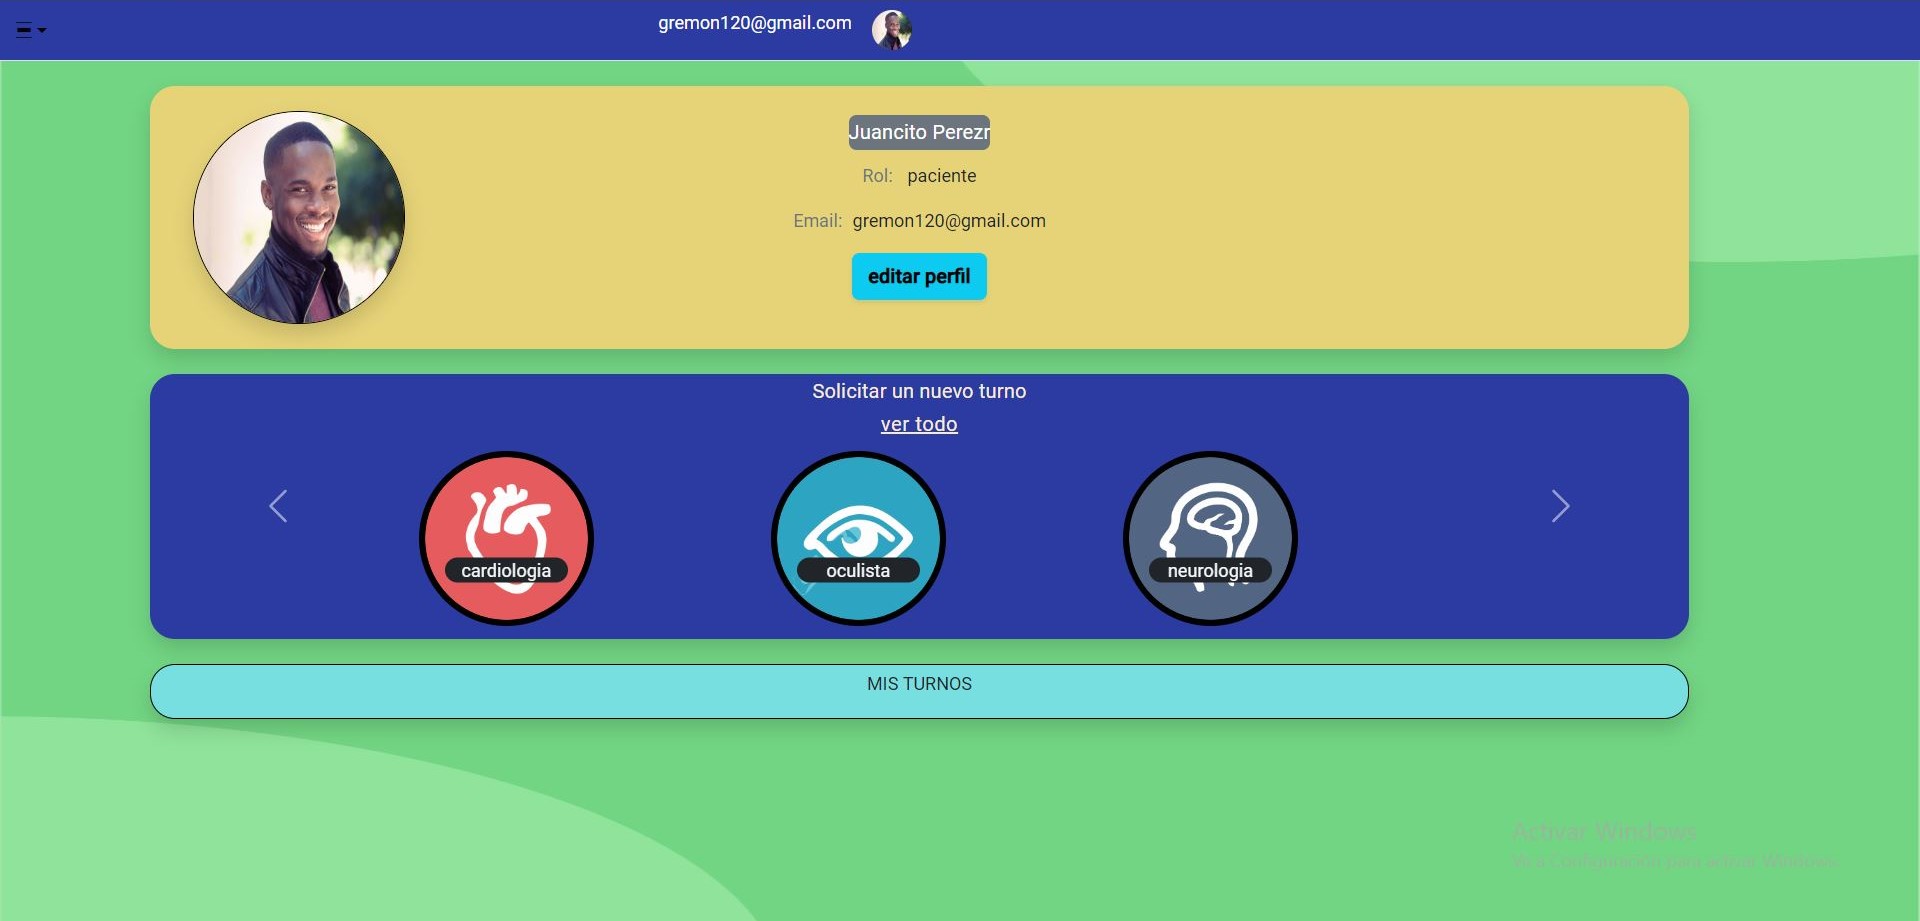 gremon120@gmail.com
Juancito Perezr
Rol: paciente
Email: gremon120@gmail.com
editar perfil
Solicitar un nuevo turno
ver todo
cardiologia
oculista
neurologia
MIS TURNOS
Activar Windows
Ve a Configuración para activar Windows.